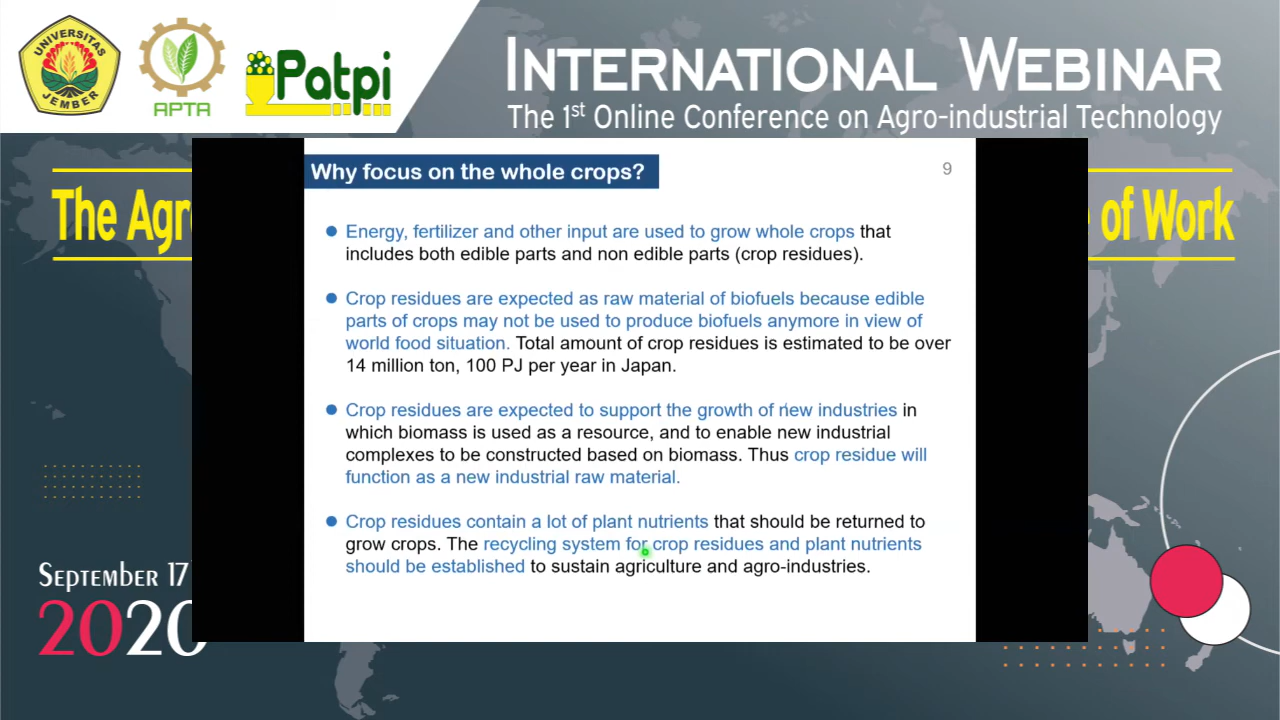 UNIVERSITAS
JEMBER
APTA
Patpi
INTERNATIONAL WEBINAR
The 1st Online Conference on Agro-industrial Technology
The Agr
e of Work
Why focus on the whole crops?
9
● Energy, fertilizer and other input are used to grow whole crops that
includes both edible parts and non edible parts (crop residues).
● Crop residues are expected as raw material of biofuels because edible
parts of crops may not be used to produce biofuels anymore in view of
world food situation. Total amount of crop residues is estimated to be over
14 million ton, 100 PJ per year in Japan.
● Crop residues are expected to support the growth of new industries in
which biomass is used as a resource, and to enable new industrial
complexes to be constructed based on biomass. Thus crop residue will
function as a new industrial raw material.
● Crop residues contain a lot of plant nutrients that should be returned to
grow crops. The recycling system for crop residues and plant nutrients
should be established to sustain agriculture and agro-industries.
SEPTEMBER 17
2020